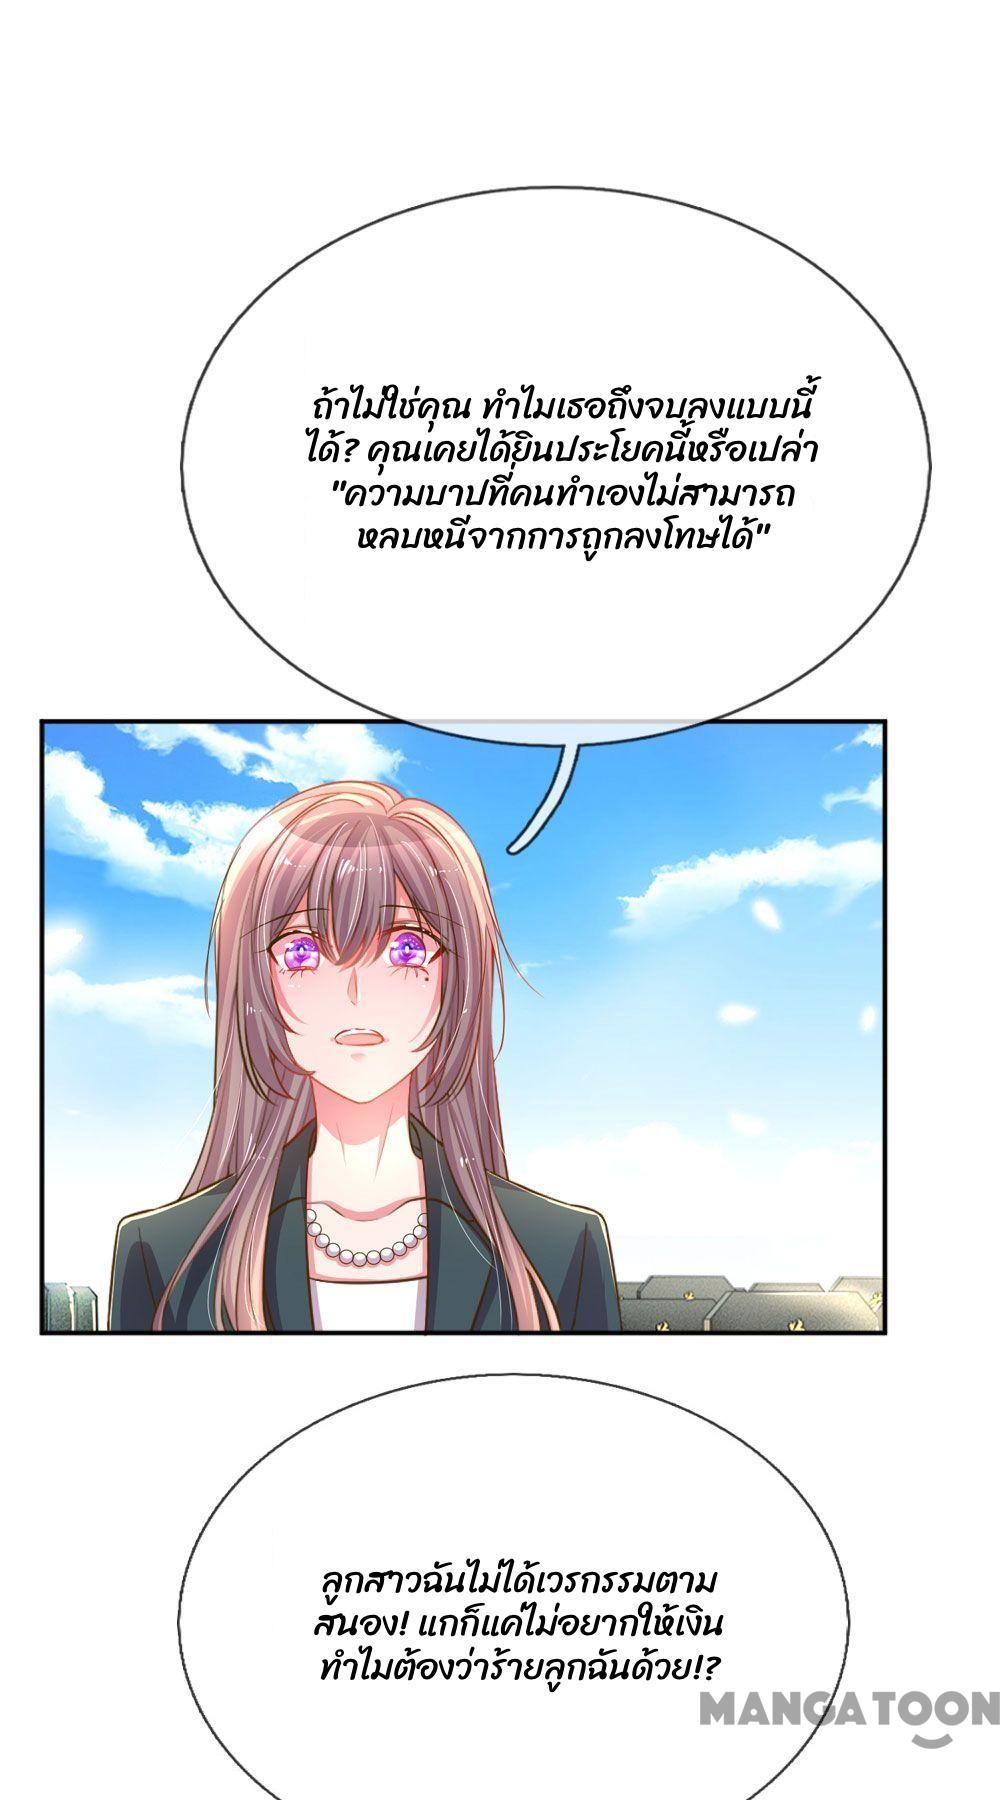 ถ้าไม่ใช่คุณ ทำไมเธอถึงจบลงแบบนี้
ได้? คุณเคยได้ยินประโยคนี้หรือเปล่า
"ความบาปที่คนทำเองไม่สามารถ
หลบหนีจากการถูกลงโทษได้"
ลูกสาวฉันไม่ได้เวรกรรมตาม
สนอง! แกก็แค่ไม่อยากให้เงิน
ทำไมต้องว่าร้ายลูกฉันด้วย!?
MANGATOON